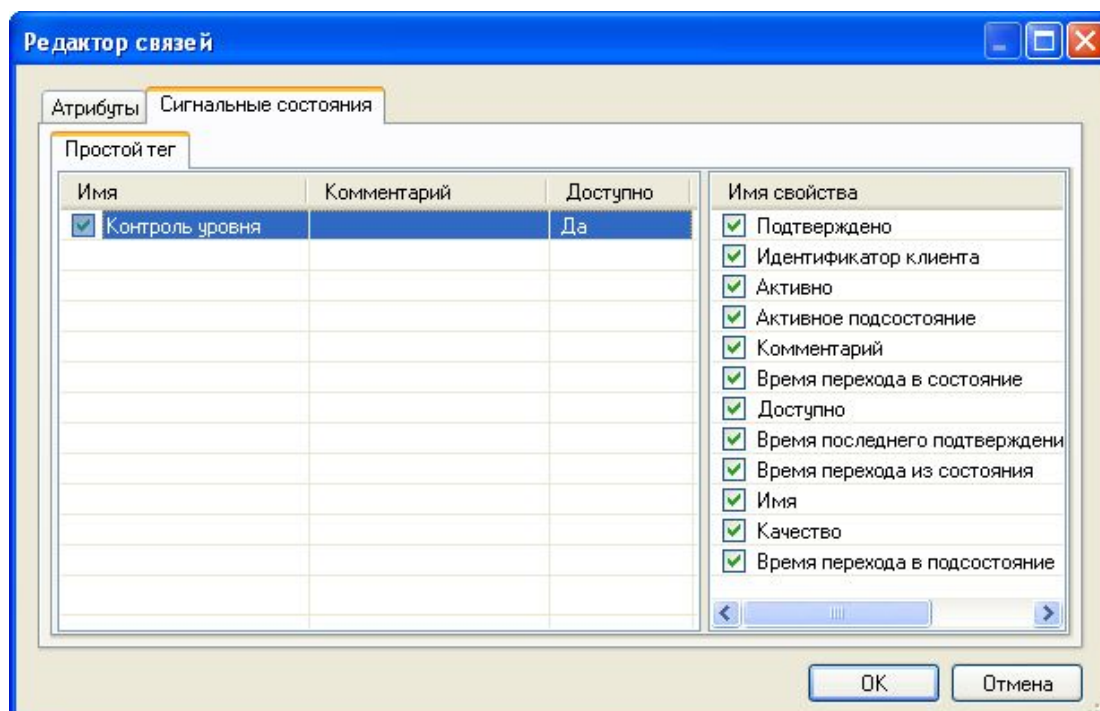 Редактор связей
Атрибуты Сигнальные состояния
Простой тег
Имя Комментарий Доступно Имя свойства
Контроль уровня Да Подтверждено
Идентификатор клиента
Активно
Активное подсостояние
Комментарий
Время перехода в состояние
Доступно
Время последнего подтверждени
Время перехода из состояния
Имя
Качество
Время перехода в подсостояние
OK Отмена